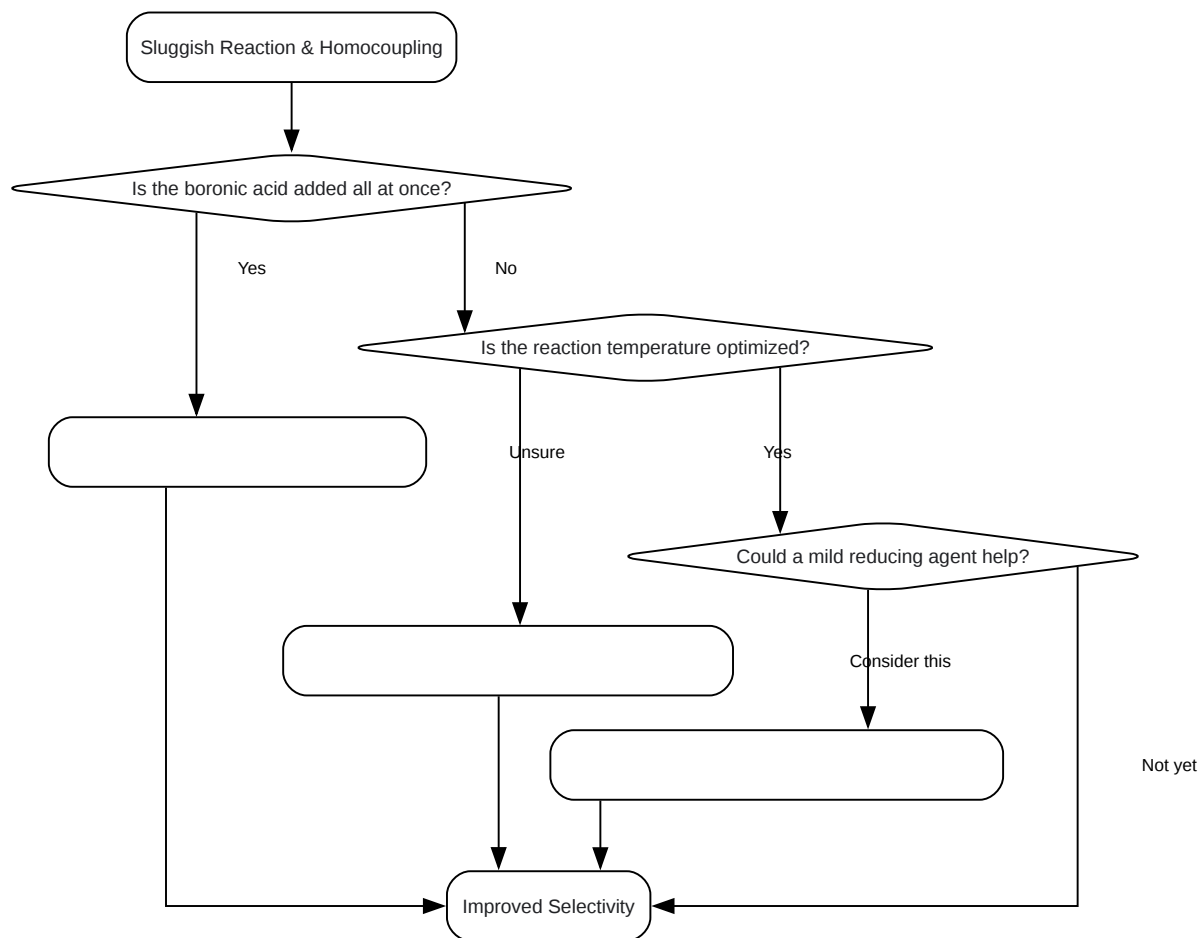 Sluggish Reaction & Homocoupling
Is the boronic acid added all at once?
Yes
No
Is the reaction temperature optimized?
Unsure
Yes
Could a mild reducing agent help?
Consider this
Not yet
Improved Selectivity